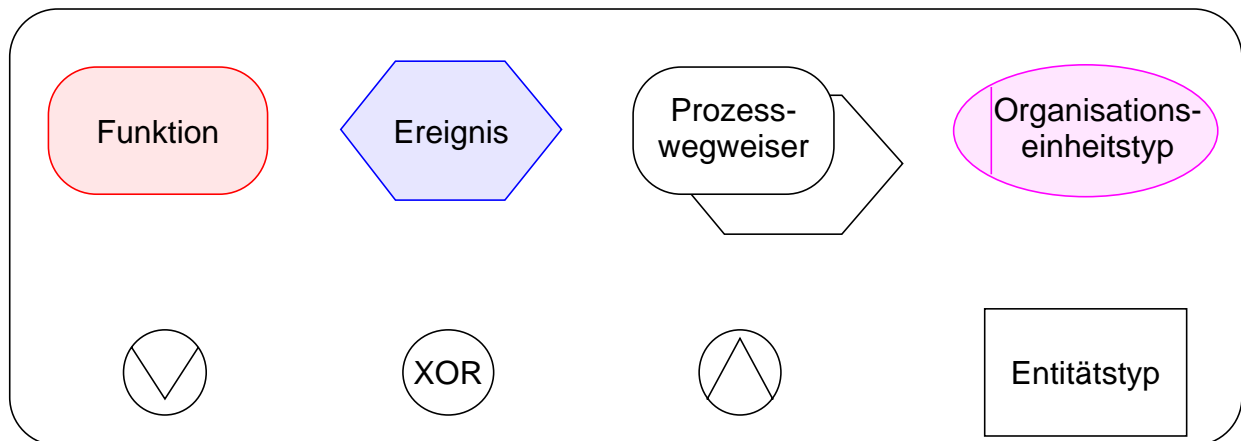 Funktion
Ereignis
Prozess-
wegweiser
Organisations-
einheitstyp
XOR
Entitätstyp